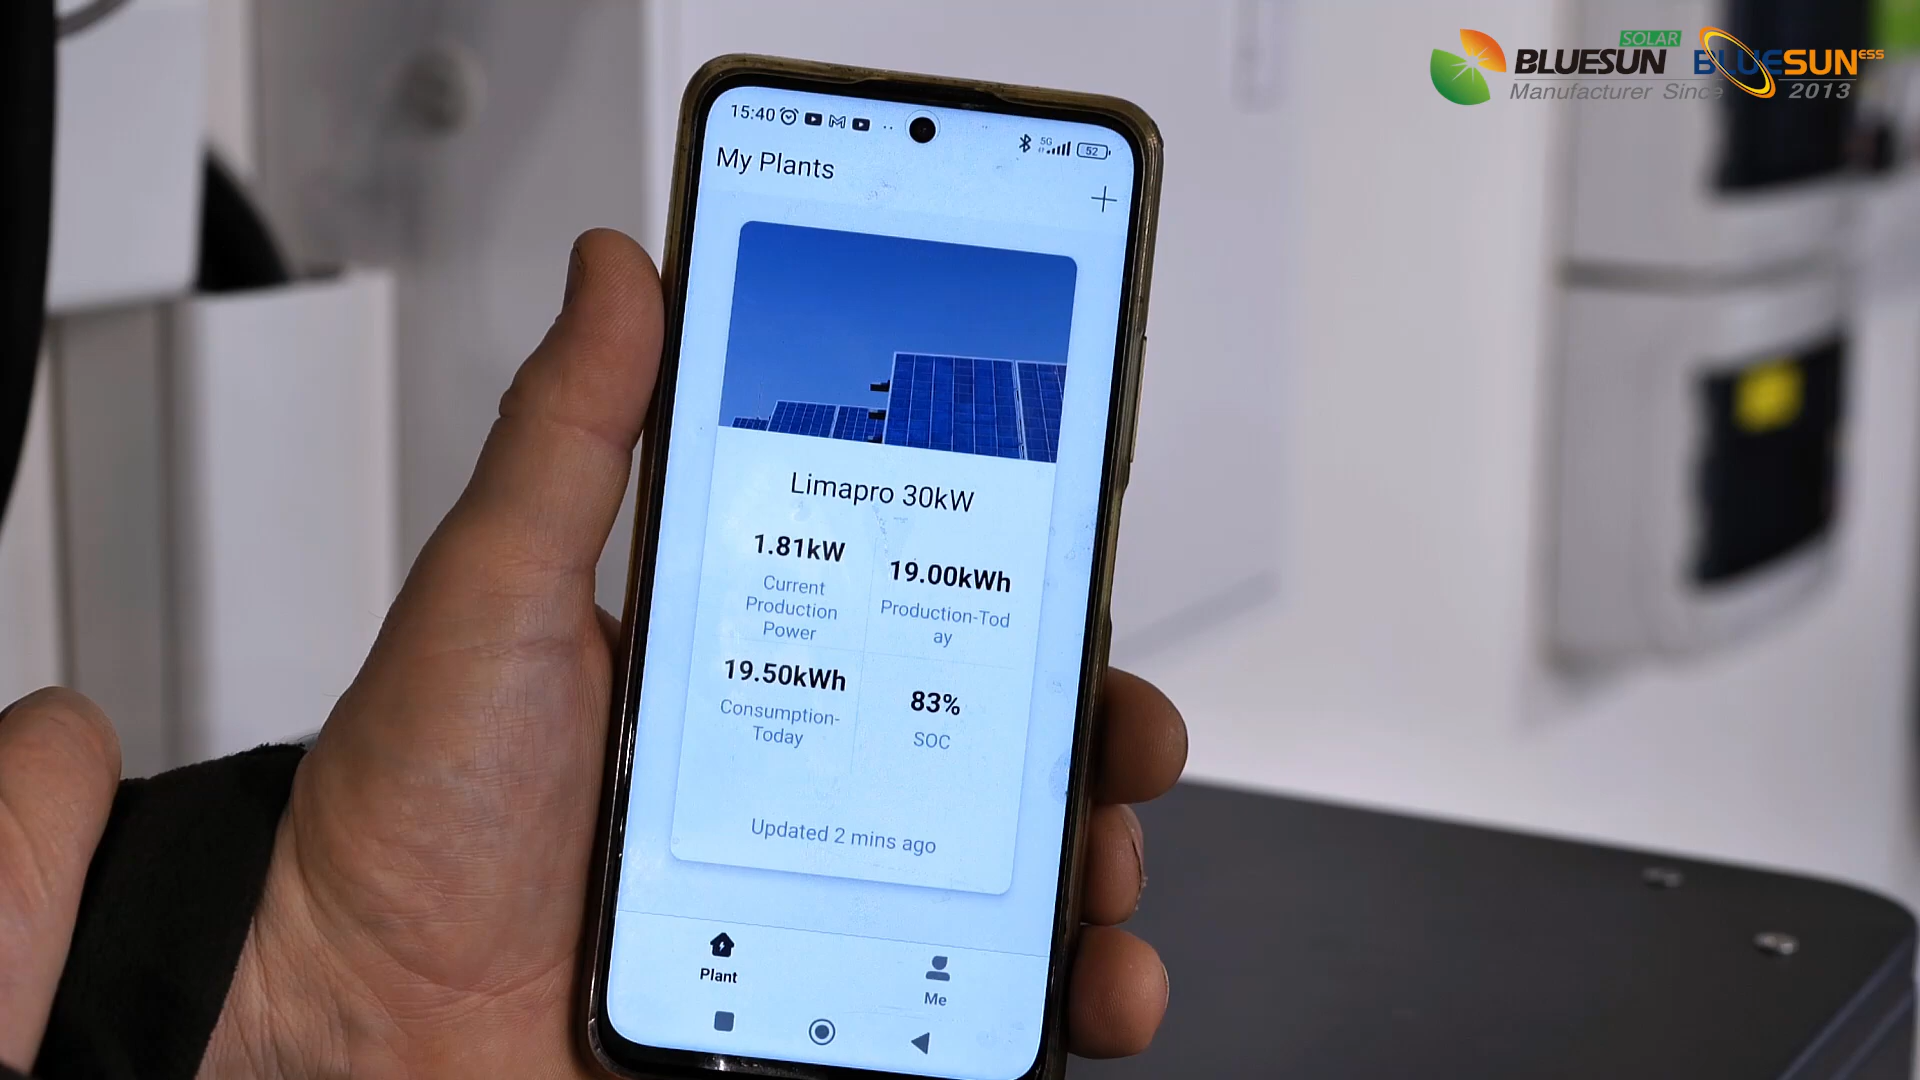 SOLAR
BLUESUN BLUESUN ESS
Manufacturer Since 2013
15:40
5G
52
My Plants
Limapro 30kW
1.81kW
Current
Production
Power
19.00kWh
Production-Tod
ay
19.50kWh
Consumption-
Today
83%
SOC
Updated 2 mins ago
Plant
Me